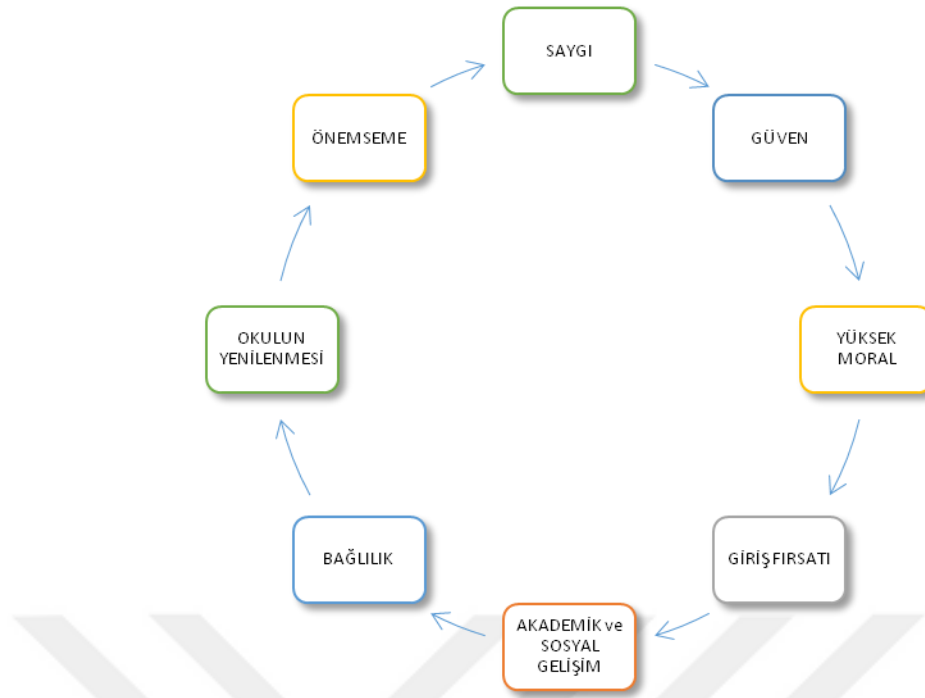 SAYGI
GÜVEN
YÜKSEK
MORAL
GİRİŞ FIRSATI
AKADEMİK ve
SOSYAL
GELİŞİM
BAĞLILIK
OKULUN
YENİLENMESİ
ÖNEMSEME